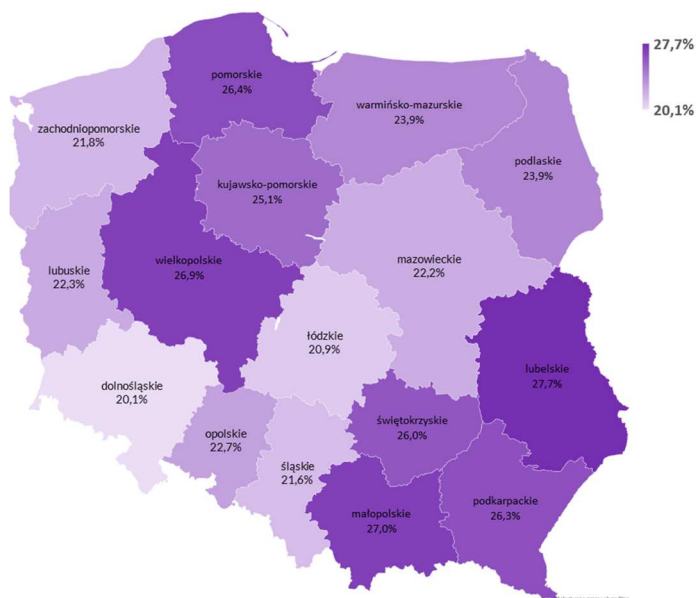 27,7%
20,1%
pomorskie
26,4%
warmińsko-mazurskie
23,9%
zachodniopomorskie
21,8%
podlaskie
23,9%
kujawsko-pomorskie
25,1%
wielkopolskie
26,9%
mazowieckie
22,2%
lubuskie
22,3%
łódzkie
20,9%
lubelskie
27,7%
dolnośląskie
20,1%
świętokrzyskie
26,0%
opolskie
22,7%
śląskie
21,6%
podkarpackie
26,3%
małopolskie
27,0%